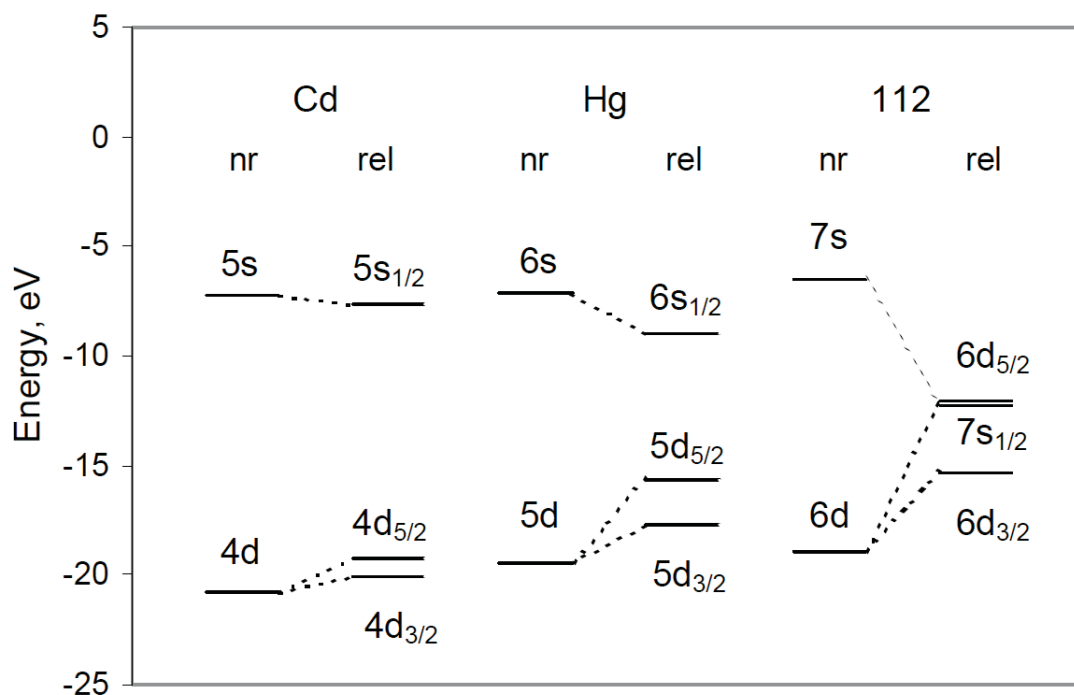 5
Cd Hg 112
0
nr rel nr rel nr rel
-5
5s 5s1/2 6s 6s1/2 7s
-10
6d5/2
7s1/2
-15
5d5/2
4d 4d5/2 5d 6d 6d3/2
-20
5d3/2
4d3/2
-25
Energy, eV